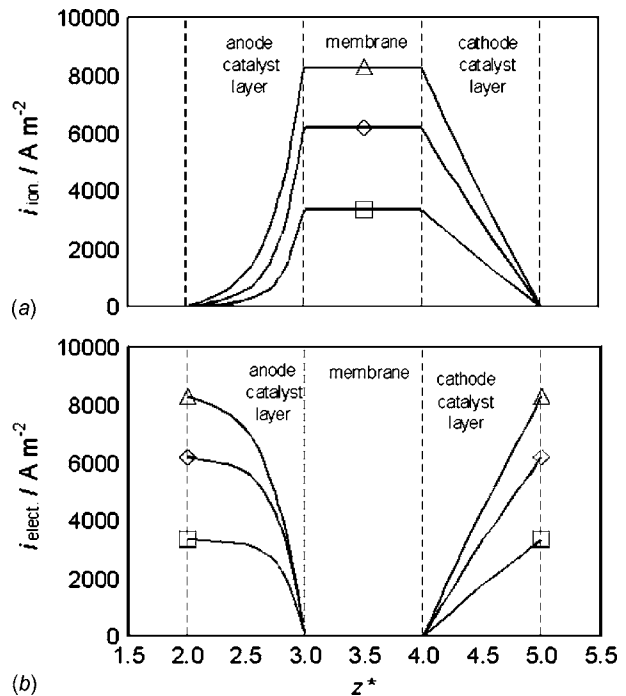 10000
8000
6000
4000
2000
0
i ion. / A m-2
anode catalyst layer
membrane
cathode catalyst layer
(a)
10000
8000
6000
4000
2000
0
i elect. / A m-2
anode catalyst layer
membrane
cathode catalyst layer
1.5 2.0 2.5 3.0 3.5 4.0 4.5 5.0 5.5
(b)
z*